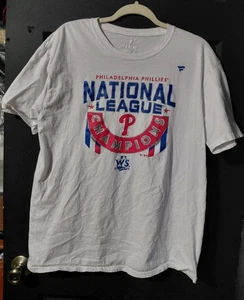 PHILADELPHIA PHILLIES
NATIONAL
LEAGUE
CHAMPIONS
P
WS